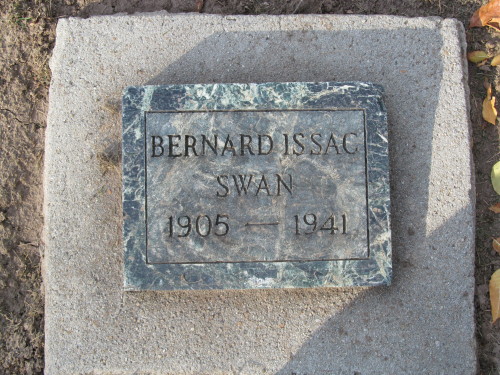 BERNARD ISSAC
SWAN
1905 — 1941